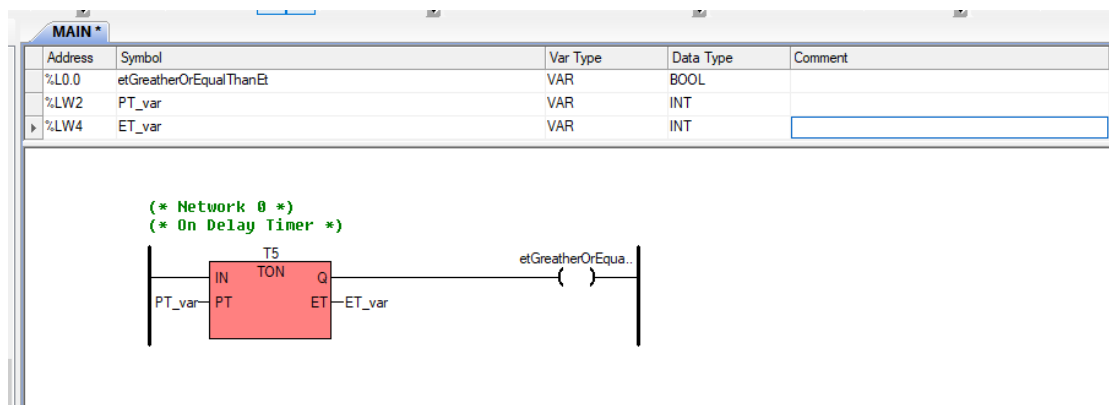 MAIN *
Address Symbol Var Type Data Type Comment
%L0.0 etGreatherOrEqualThanEt VAR BOOL
%LW2 PT_var VAR INT
%LW4 ET_var VAR INT
(* Network 0 *)
(* On Delay Timer *)
T5
etGreatherOrEqua..
TON
IN Q
PT_var PT ET ET_var